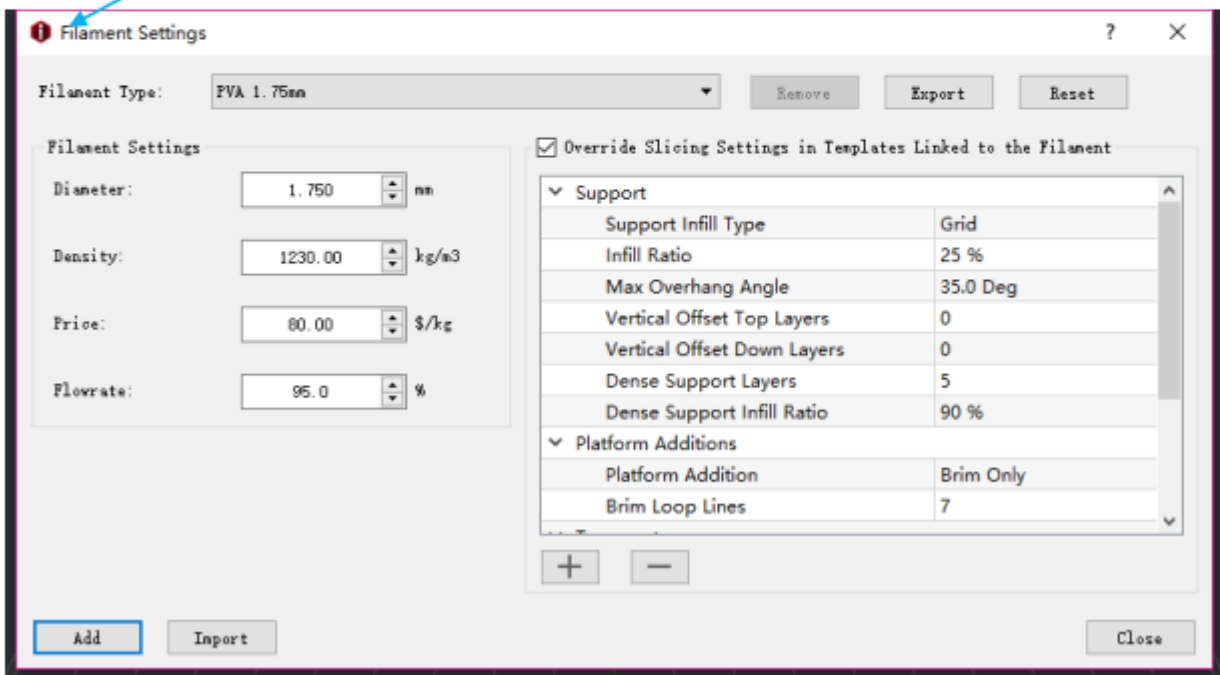 Filament Settings ? ×
Filament Type: PVA 1.75mm Remove Export Reset
Filament Settings
Diameter: 1.750 mm
Density: 1230.00 kg/m3
Price: 80.00 $/kg
Flowrate: 95.0 %
Override Slicing Settings in Templates Linked to the Filament
Support
Support Infill Type Grid
Infill Ratio 25 %
Max Overhang Angle 35.0 Deg
Vertical Offset Top Layers 0
Vertical Offset Down Layers 0
Dense Support Layers 5
Dense Support Infill Ratio 90 %
Platform Additions
Platform Addition Brim Only
Brim Loop Lines 7
+ −
Add Import Close